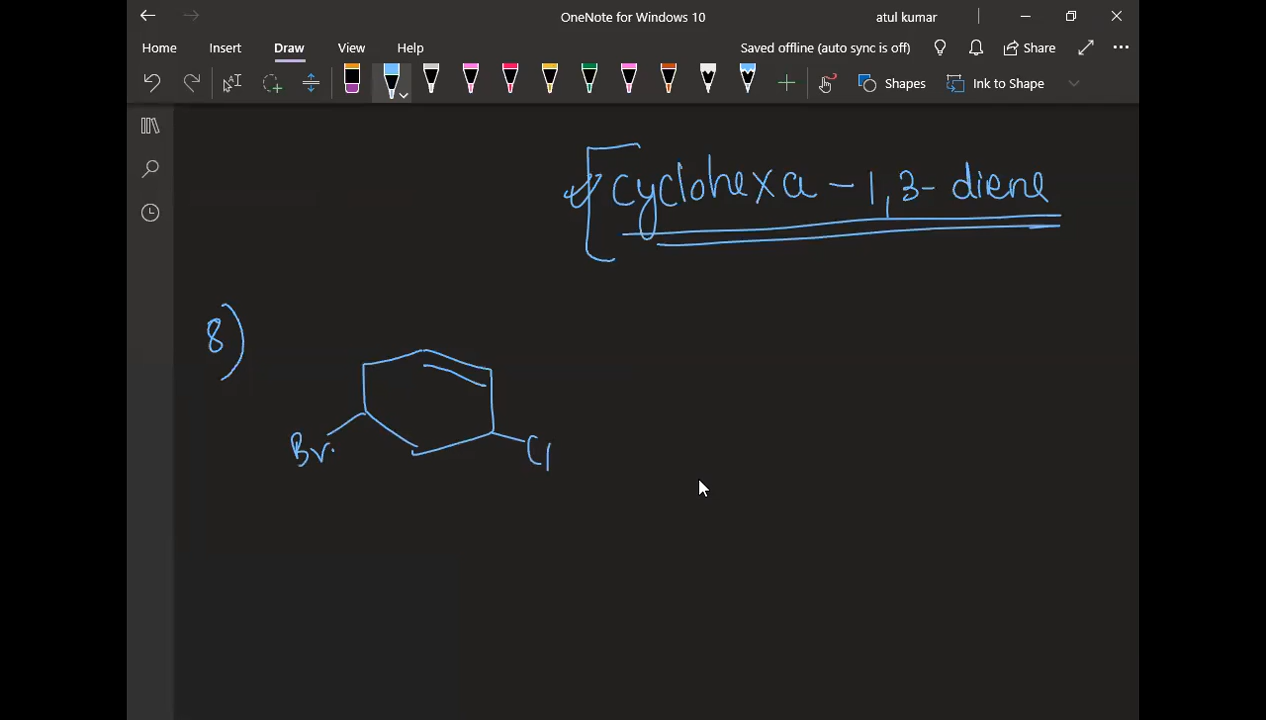 OneNote for Windows 10
atul kumar
Home Insert Draw View Help
Saved offline (auto sync is off)
Share
Shapes
Ink to Shape
Cyclohexa - 1,3- diene
8)
Br
Cl